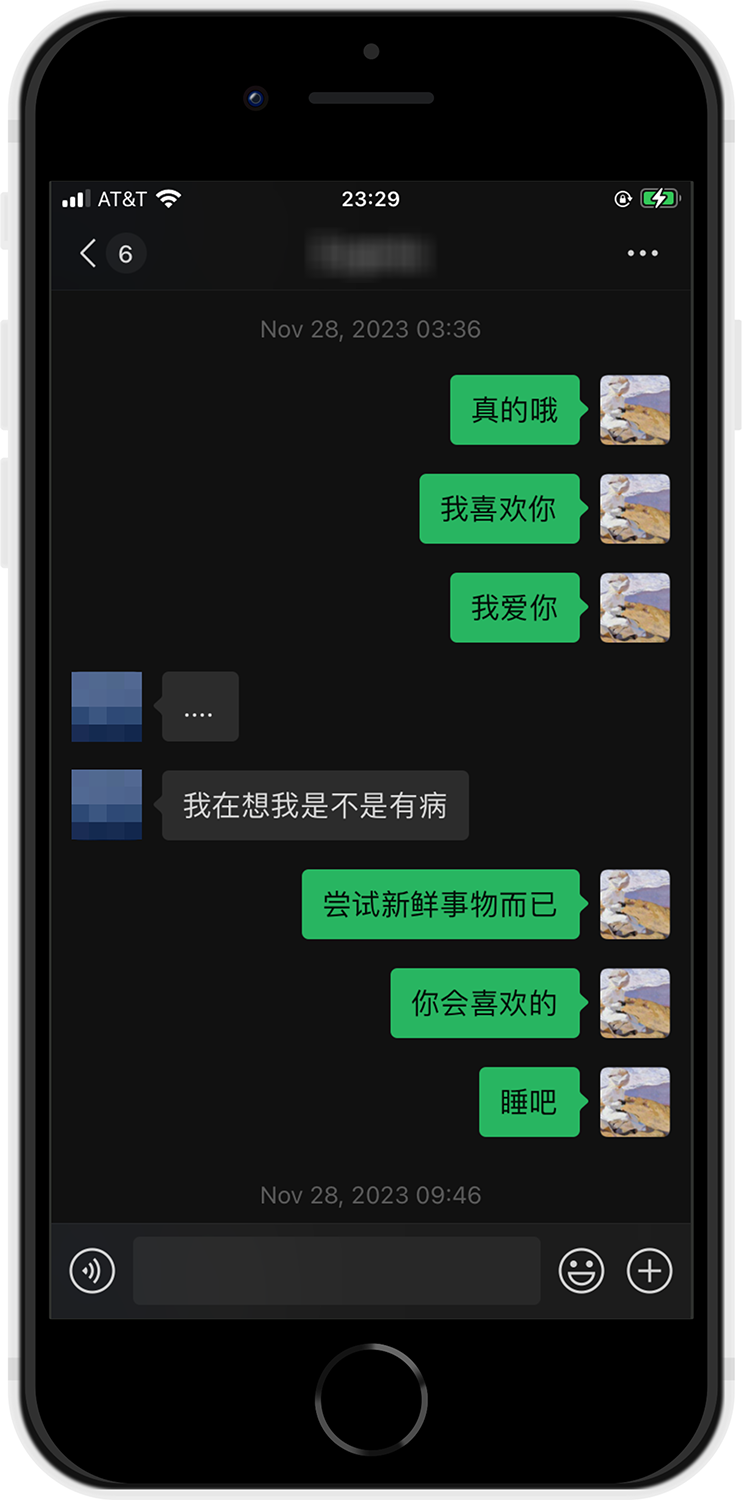 AT&T 23:29
6
Nov 28, 2023 03:36
真的哦
我喜欢你
我爱你
....
我在想我是不是有病
尝试新鲜事物而已
你会喜欢的
睡吧
Nov 28, 2023 09:46